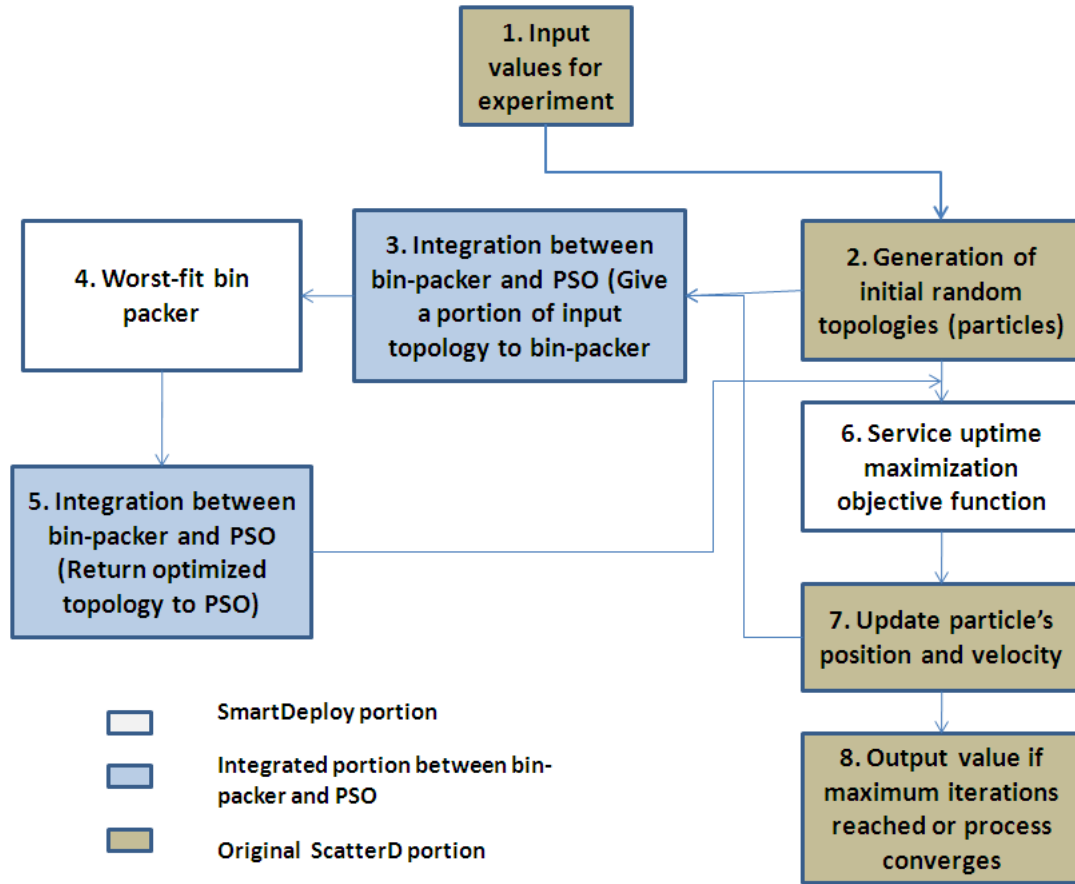 1. Input
values for
experiment
2. Generation of
initial random
topologies (particles)
3. Integration between
bin-packer and PSO (Give
a portion of input
topology to bin-packer
4. Worst-fit bin
packer
5. Integration between
bin-packer and PSO
(Return optimized
topology to PSO)
6. Service uptime
maximization
objective function
7. Update particle's
position and velocity
8. Output value if
maximum iterations
reached or process
converges
SmartDeploy portion
Integrated portion between bin-
packer and PSO
Original ScatterD portion